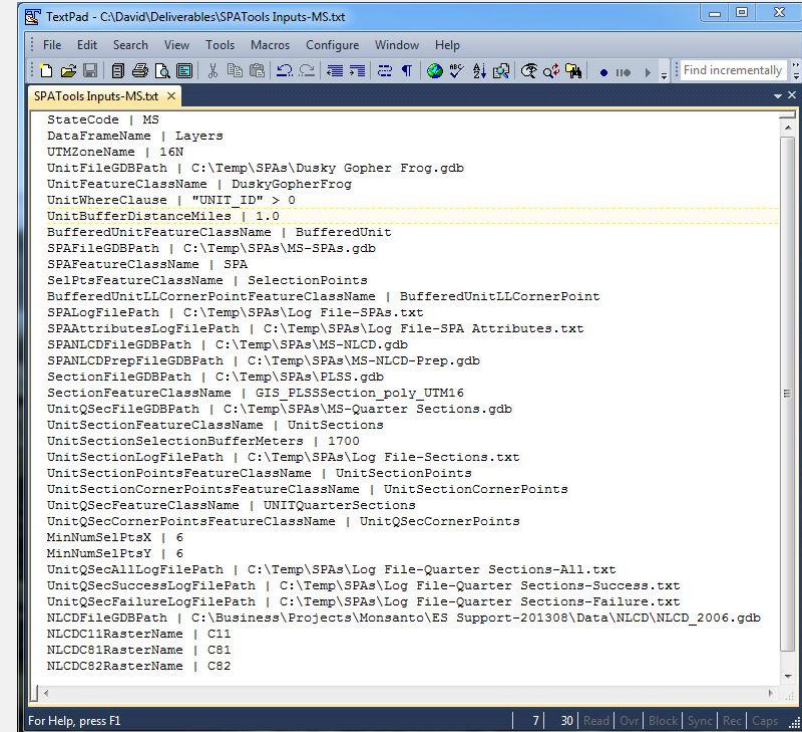 TextPad - C:\David\Deliverables\SPATools Inputs-MS.txt
File Edit Search View Tools Macros Configure Window Help
Find incrementally
SPATools Inputs-MS.txt
StateCode | MS
DataFrameName | Layers
UTMZoneName | 16N
UnitFileGDBPath | C:\Temp\SPAs\Dusky Gopher Frog.gdb
UnitFeatureClassName | DuskyGopherFrog
UnitWhereClause | "UNIT_ID" > 0
UnitBufferDistanceMiles | 1.0
BufferedUnitFeatureClassName | BufferedUnit
SPAFileGDBPath | C:\Temp\SPAs\MS-SPAs.gdb
SPAFeatureClassName | SPA
SelPtsFeatureClassName | SelectionPoints
BufferedUnitLLCornerPointFeatureClassName | BufferedUnitLLCornerPoint
SPALogFilePath | C:\Temp\SPAs\Log File-SPAs.txt
SPAAttributesLogFilePath | C:\Temp\SPAs\Log File-SPA Attributes.txt
SPANLCDFileGDBPath | C:\Temp\SPAs\MS-NLCD.gdb
SPANLCDPrepFileGDBPath | C:\Temp\SPAs\MS-NLCD-Prep.gdb
SectionFileGDBPath | C:\Temp\SPAs\PLSS.gdb
SectionFeatureClassName | GIS_PLSSSection_poly_UTM16
UnitQSecFileGDBPath | C:\Temp\SPAs\MS-Quarter Sections.gdb
UnitSectionFeatureClassName | UnitSections
UnitSectionSelectionBufferMeters | 1700
UnitSectionLogFilePath | C:\Temp\SPAs\Log File-Sections.txt
UnitSectionPointsFeatureClassName | UnitSectionPoints
UnitSectionCornerPointsFeatureClassName | UnitSectionCornerPoints
UnitQSecFeatureClassName | UNITQuarterSections
UnitQSecCornerPointsFeatureClassName | UnitQSecCornerPoints
MinNumSelPtsX | 6
MinNumSelPtsY | 6
UnitQSecAllLogFilePath | C:\Temp\SPAs\Log File-Quarter Sections-All.txt
UnitQSecSuccessLogFilePath | C:\Temp\SPAs\Log File-Quarter Sections-Success.txt
UnitQSecFailureLogFilePath | C:\Temp\SPAs\Log File-Quarter Sections-Failure.txt
NLCDFileGDBPath | C:\Business\Projects\Monsanto\ES Support-201308\Data\NLCD\NLCD_2006.gdb
NLCDC11RasterName | C11
NLCDC81RasterName | C81
NLCDC82RasterName | C82
For Help, press F1 7 30 Read Ovr Block Sync Rec Caps